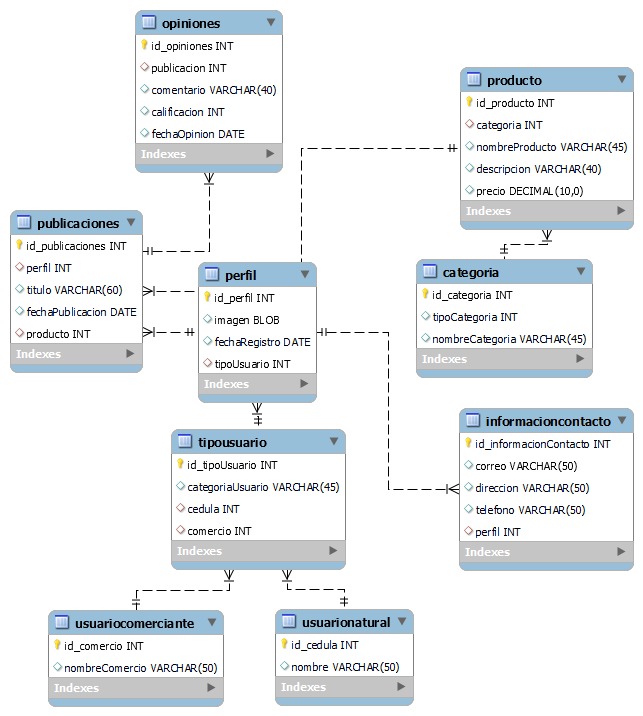 opiniones
id_opiniones INT
publicacion INT
comentario VARCHAR(40)
calificacion INT
fechaOpinion DATE
Indexes
producto
id_producto INT
categoria INT
nombreProducto VARCHAR(45)
descripcion VARCHAR(40)
precio DECIMAL(10,0)
Indexes
publicaciones
id_publicaciones INT
perfil INT
titulo VARCHAR(60)
fechaPublicacion DATE
producto INT
Indexes
perfil
id_perfil INT
imagen BLOB
fechaRegistro DATE
tipoUsuario INT
Indexes
categoria
id_categoria INT
tipoCategoria INT
nombreCategoria VARCHAR(45)
Indexes
tipousuario
id_tipoUsuario INT
categoriaUsuario VARCHAR(45)
cedula INT
comercio INT
Indexes
informacioncontacto
id_informacionContacto INT
correo VARCHAR(50)
direccion VARCHAR(50)
telefono VARCHAR(50)
perfil INT
Indexes
usuariocomerciante
id_comercio INT
nombreComercio VARCHAR(50)
Indexes
usuarionatural
id_cedula INT
nombre VARCHAR(50)
Indexes